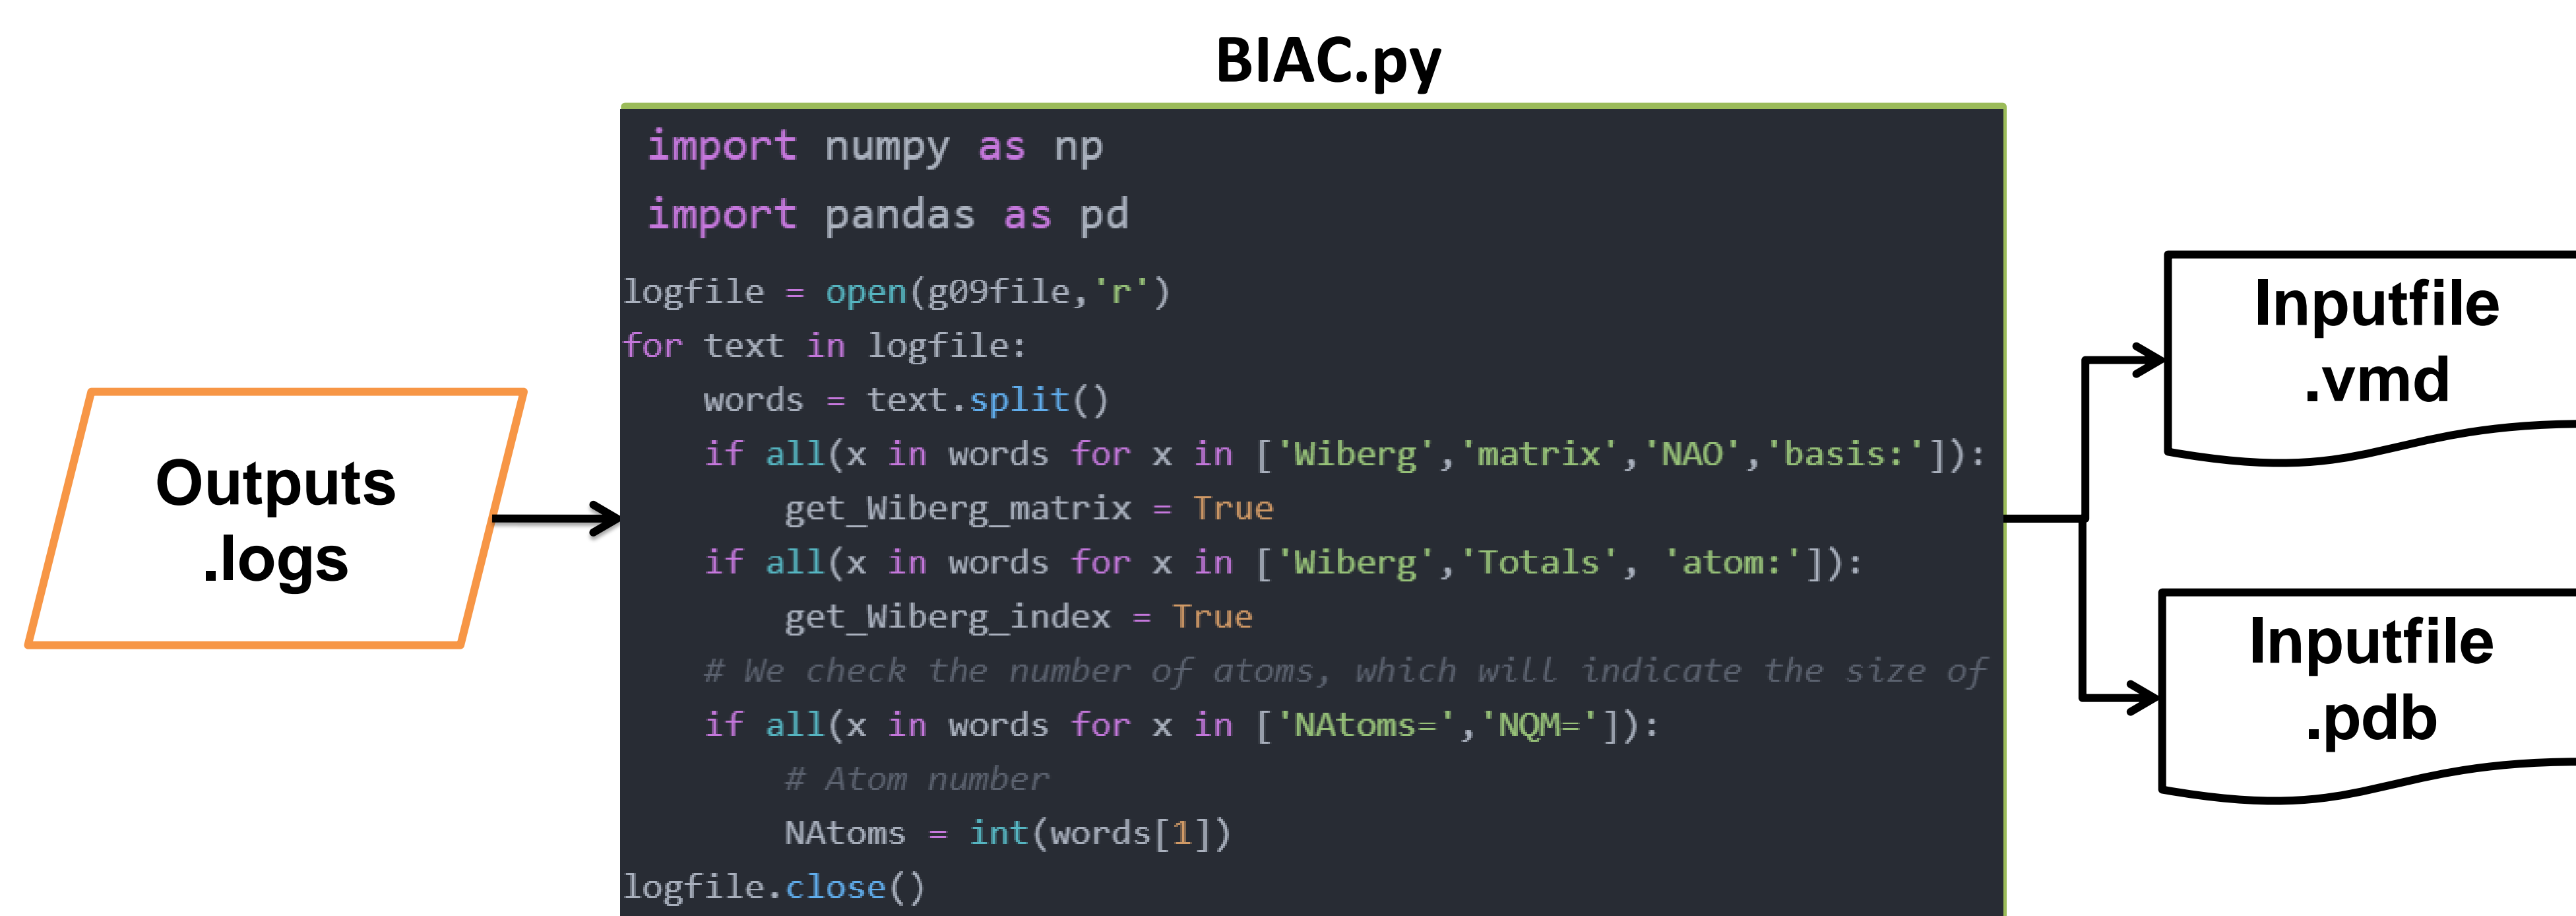 BIAC.py
Outputs
.logs
import numpy as np
import pandas as pd
logfile = open(g09file,'r')
for text in logfile:
    words = text.split()
    if all(x in words for x in ['Wiberg','matrix','NAO','basis:']):
        get_Wiberg_matrix = True
    if all(x in words for x in ['Wiberg','Totals', 'atom:']):
        get_Wiberg_index = True
    # We check the number of atoms, which will indicate the size of
    if all(x in words for x in ['NAtoms=','NQM=']):
        # Atom number
        NAtoms = int(words[1])
logfile.close()
Inputfile
.vmd
Inputfile
.pdb